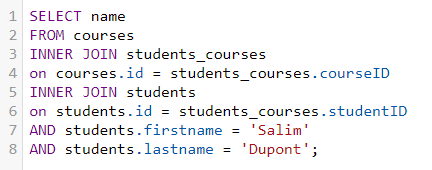 1 SELECT name
2 FROM courses
3 INNER JOIN students_courses
4 on courses.id = students_courses.courseID
5 INNER JOIN students
6 on students.id = students_courses.studentID
7 AND students.firstname = 'Salim'
8 AND students.lastname = 'Dupont';